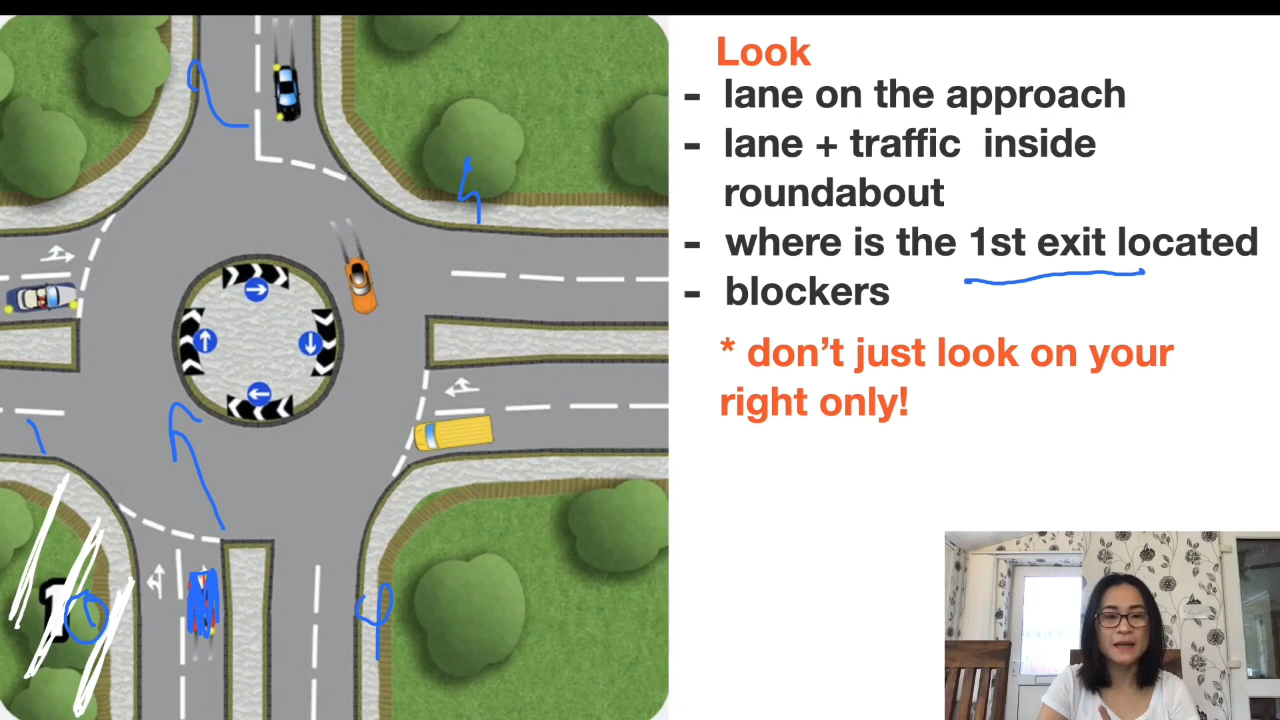 Look
- lane on the approach
- lane + traffic inside
roundabout
- where is the 1st exit located
- blockers
* don't just look on your
right only!
1